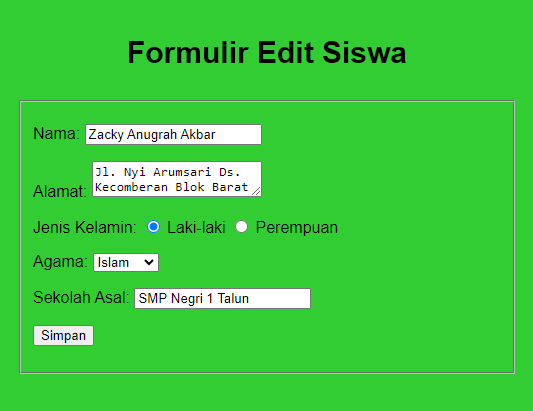 Formulir Edit Siswa
Nama: Zacky Anugrah Akbar
Alamat: Jl. Nyi Arumsari Ds.
Kecomberan Blok Barat
Jenis Kelamin: Laki-laki Perempuan
Agama: Islam
Sekolah Asal: SMP Negri 1 Talun
Simpan